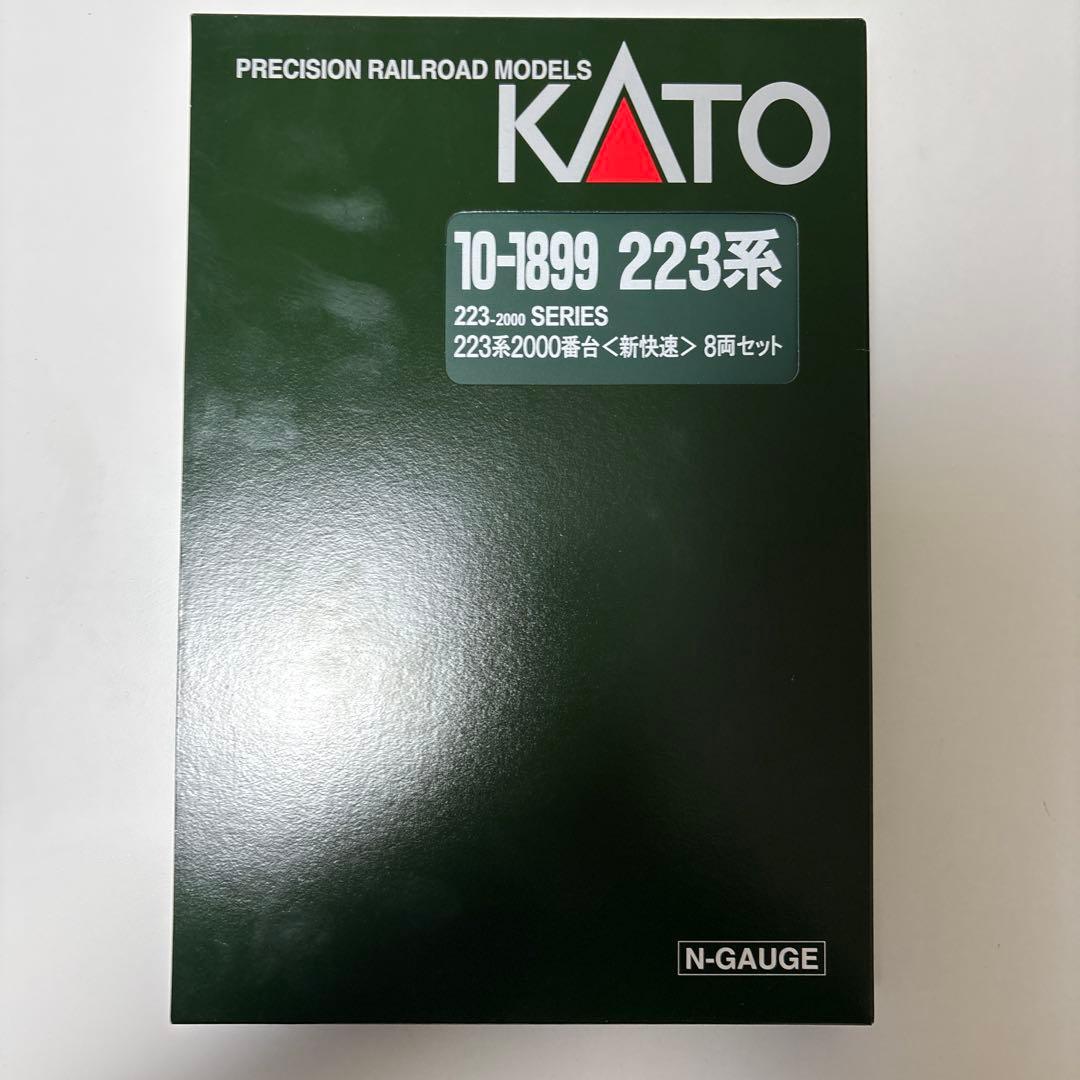 PRECISION RAILROAD MODELS
KATO
10-1899 223系
223-2000 SERIES
223系2000番台<新快速> 8両セット
N-GAUGE